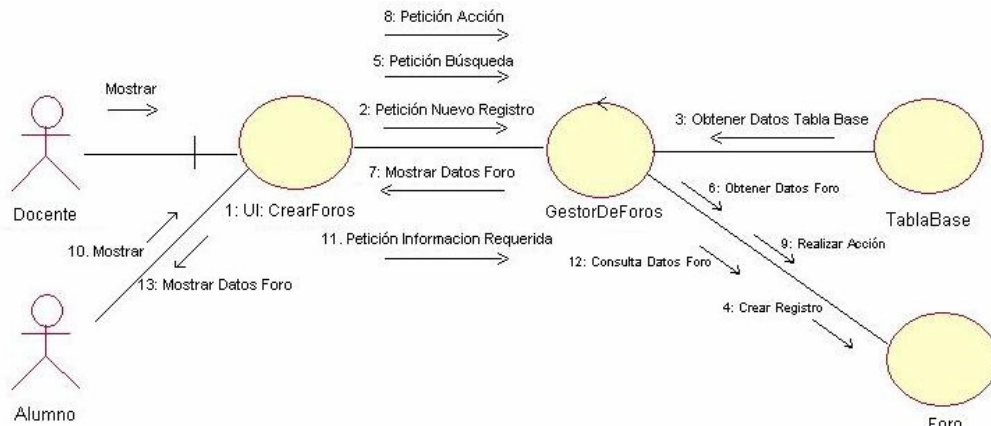 8: Petición Acción
5: Petición Búsqueda
Mostrar
2: Petición Nuevo Registro
3: Obtener Datos Tabla Base
7: Mostrar Datos Foro
6: Obtener Datos Foro
Docente
1: UI: CrearForos
GestorDeForos
TablaBase
10. Mostrar
11. Petición Informacion Requerida
9: Realizar Acción
12: Consulta Datos Foro
13: Mostrar Datos Foro
4: Crear Registro
Alumno
Foro